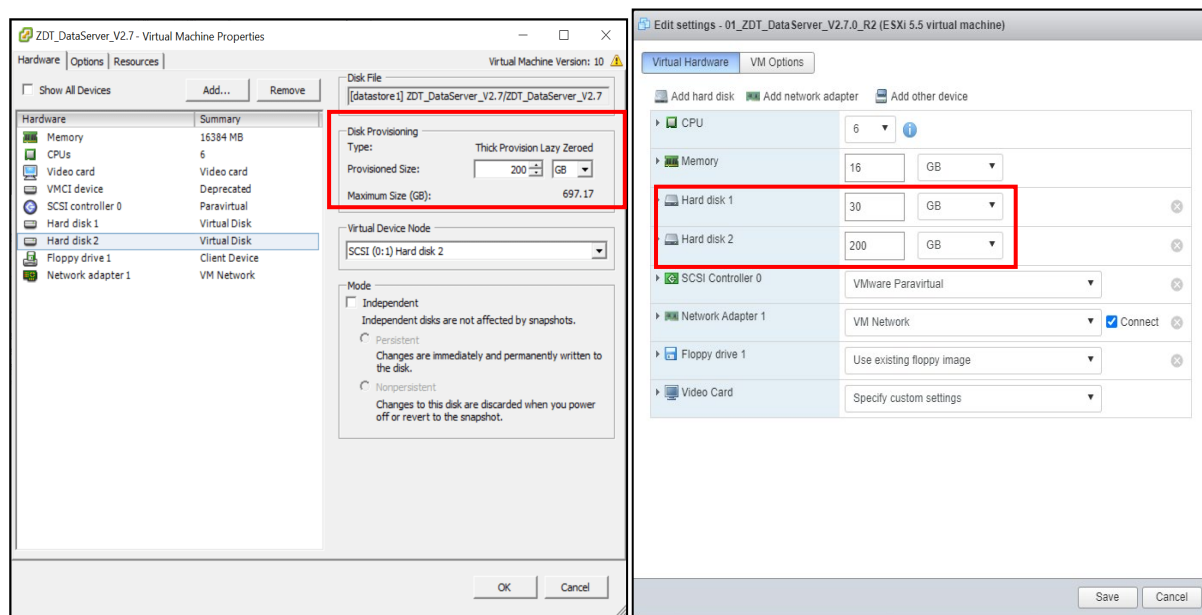 ZDT_DataServer_V2.7 - Virtual Machine Properties
Hardware Options Resources
Virtual Machine Version: 10
Show All Devices
Add... Remove
Hardware Summary
Memory 16384 MB
CPUs 6
Video card Video card
VMCI device Deprecated
SCSI controller 0 Paravirtual
Hard disk 1 Virtual Disk
Hard disk 2 Virtual Disk
Floppy drive 1 Client Device
Network adapter 1 VM Network
Disk File
[datastore1] ZDT_DataServer_V2.7/ZDT_DataServer_V2.7
Disk Provisioning
Type: Thick Provision Lazy Zeroed
Provisioned Size: 200 GB
Maximum Size (GB): 697.17
Virtual Device Node
SCSI (0:1) Hard disk 2
Mode
Independent
Independent disks are not affected by snapshots.
Persistent
Changes are immediately and permanently written to
the disk.
Nonpersistent
Changes to this disk are discarded when you power
off or revert to the snapshot.
OK Cancel
Edit settings - 01_ZDT_DataServer_V2.7.0_R2 (ESXi 5.5 virtual machine)
Virtual Hardware VM Options
Add hard disk Add network adapter Add other device
CPU 6
Memory 16 GB
Hard disk 1 30 GB
Hard disk 2 200 GB
SCSI Controller 0 VMware Paravirtual
Network Adapter 1 VM Network Connect
Floppy drive 1 Use existing floppy image
Video Card Specify custom settings
Save Cancel